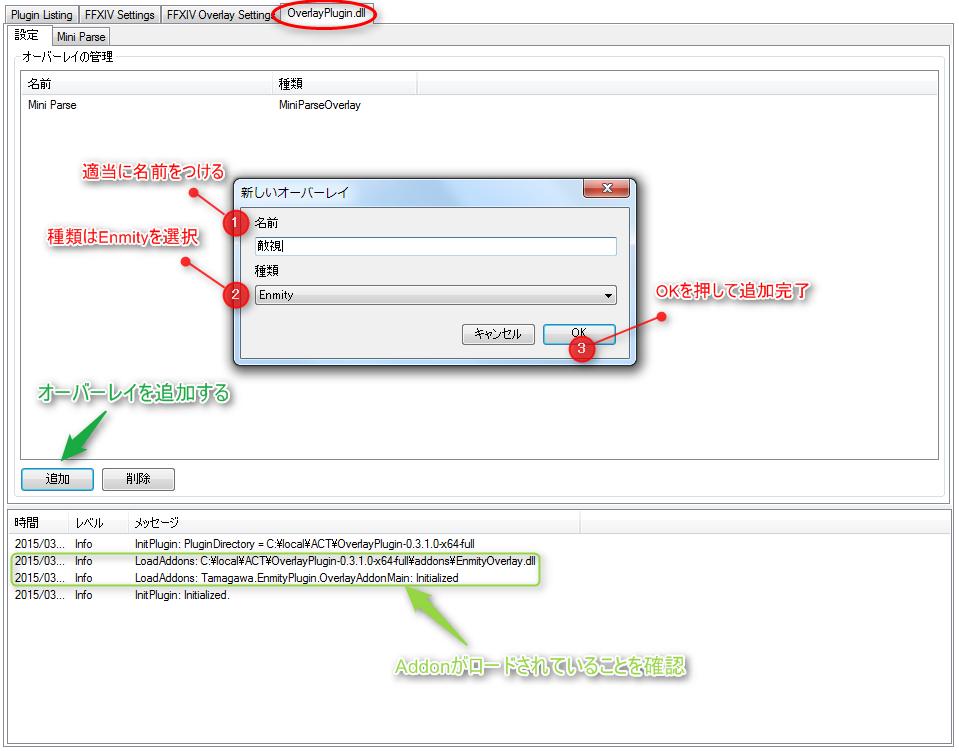 Plugin Listing
FFXIV Settings
FFXIV Overlay Settings
OverlayPlugin.dll
設定
Mini Parse
オーバーレイの管理
名前
種類
Mini Parse
MiniParseOverlay
適当に名前をつける
新しいオーバーレイ
1
名前
敵視
種類はEnmityを選択
種類
2
Enmity
OKを押して追加完了
キャンセル
OK
3
オーバーレイを追加する
追加
削除
時間
レベル
メッセージ
2015/03...
Info
InitPlugin: PluginDirectory = C:¥local¥ACT¥OverlayPlugin-0.3.1.0-x64-full
2015/03...
Info
LoadAddons: C:¥local¥ACT¥OverlayPlugin-0.3.1.0-x64-full¥addons¥EnmityOverlay.dll
2015/03...
Info
LoadAddons: Tamagawa.EnmityPlugin.OverlayAddonMain: Initialized
2015/03...
Info
InitPlugin: Initialized.
Addonがロードされていることを確認